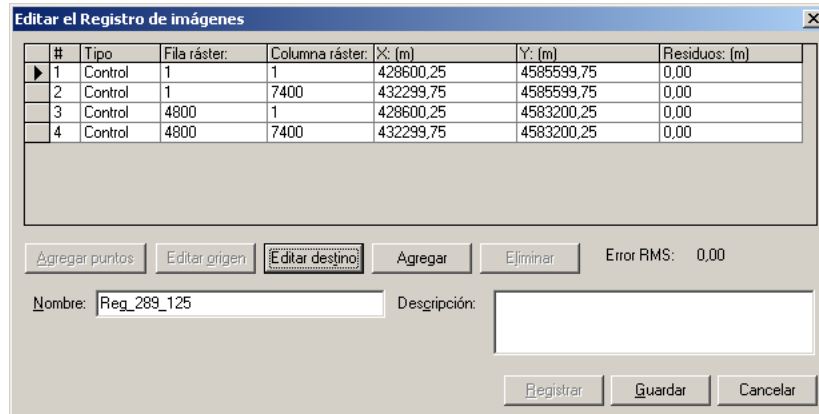 Editar el Registro de imágenes
# Tipo Fila ráster: Columna ráster: X: (m) Y: (m) Residuos: (m)
1 Control 1 1 428600,25 4585599,75 0,00
2 Control 1 7400 432299,75 4585599,75 0,00
3 Control 4800 1 428600,25 4583200,25 0,00
4 Control 4800 7400 432299,75 4583200,25 0,00
Agregar puntos Editar origen Editar destino Agregar Eliminar Error RMS: 0,00
Nombre: Reg_289_125 Descripción:
Registrar Guardar Cancelar